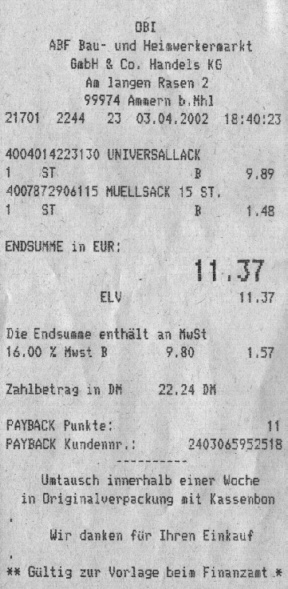 OBI
ABF Bau- und Heimwerkermarkt
GmbH & Co. Handels KG
Am langen Rasen 2
99974 Ammern b.Mhl
21701 2244 23 03.04.2002 18:40:23
4004014223130 UNIVERSALLACK
1 ST B 9.89
4007872906115 MUELLSACK 15 ST.
1 ST B 1.48
ENDSUMME in EUR:
11.37
ELV 11.37
Die Endsumme enthält an MwSt
16.00 % Mwst B 9.80 1.57
Zahlbetrag in DM 22.24 DM
PAYBACK Punkte: 11
PAYBACK Kundennr.: 2403065952518
----------
Umtausch innerhalb einer Woche
in Originalverpackung mit Kassenbon
.
Wir danken für Ihren Einkauf
.
** Gültig zur Vorlage beim Finanzamt *